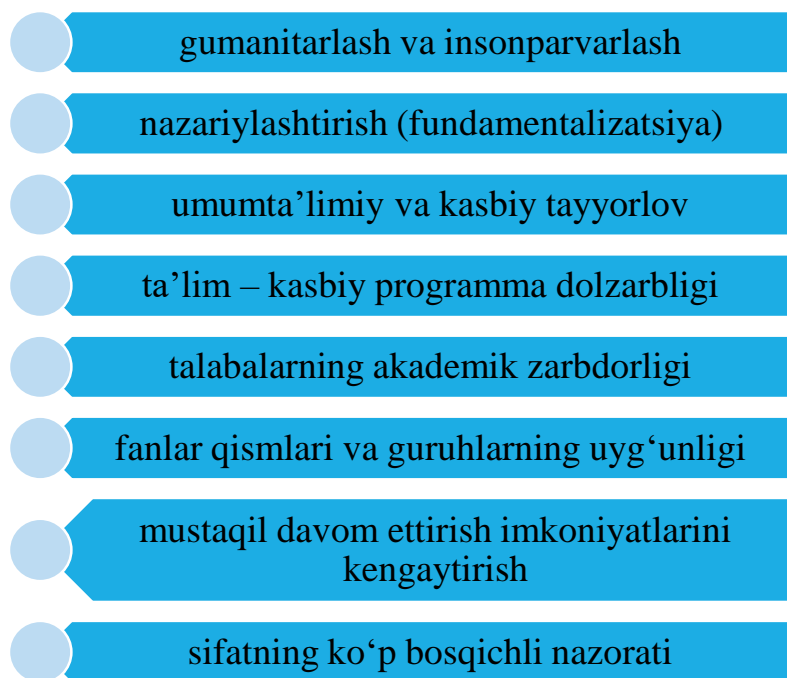 gumanitarlash va insonparvarlash
nazariylashtirish (fundamentalizatsiya)
umumta’limiy va kasbiy tayyorlov
ta’lim – kasbiy programma dolzarbligi
talabalarning akademik zarbdorligi
fanlar qismlari va guruhlarning uyg‘unligi
mustaqil davom ettirish imkoniyatlarini
kengaytirish
sifatning ko‘p bosqichli nazorati